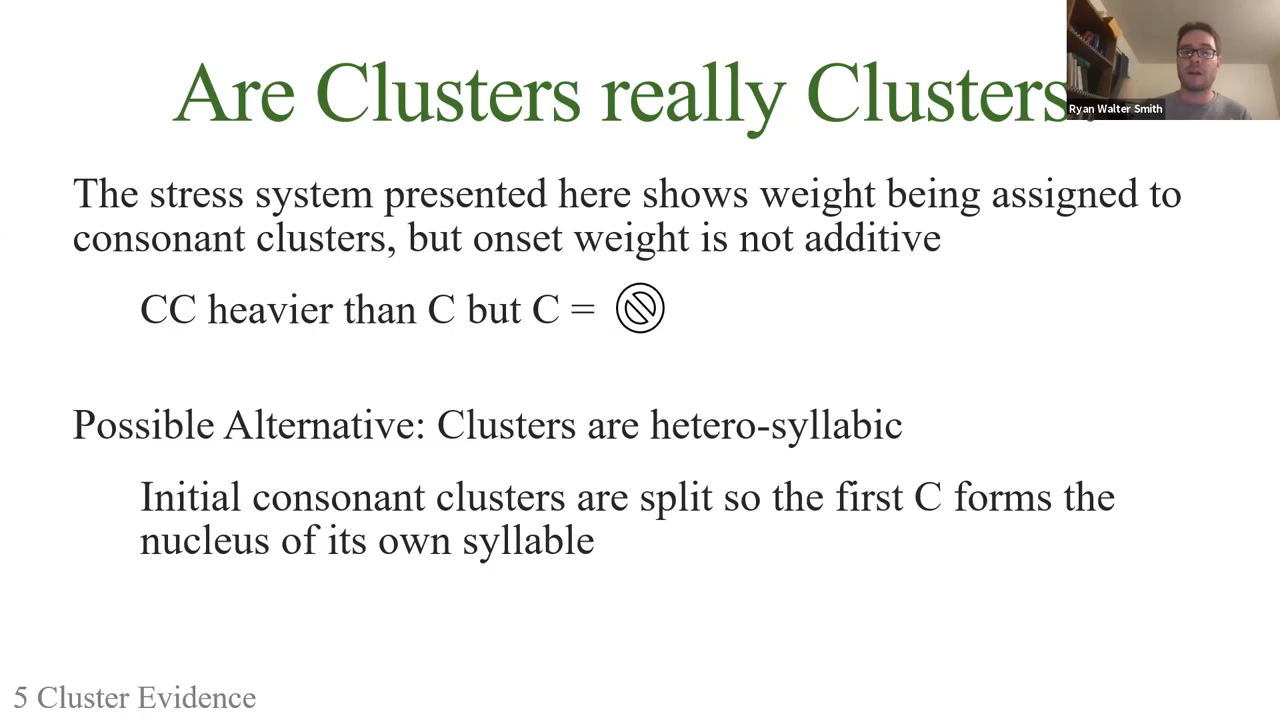 Are Clusters really Clusters
Ryan Walter Smith
The stress system presented here shows weight being assigned to
consonant clusters, but onset weight is not additive
CC heavier than C but C =
Possible Alternative: Clusters are hetero-syllabic
Initial consonant clusters are split so the first C forms the
nucleus of its own syllable
5 Cluster Evidence